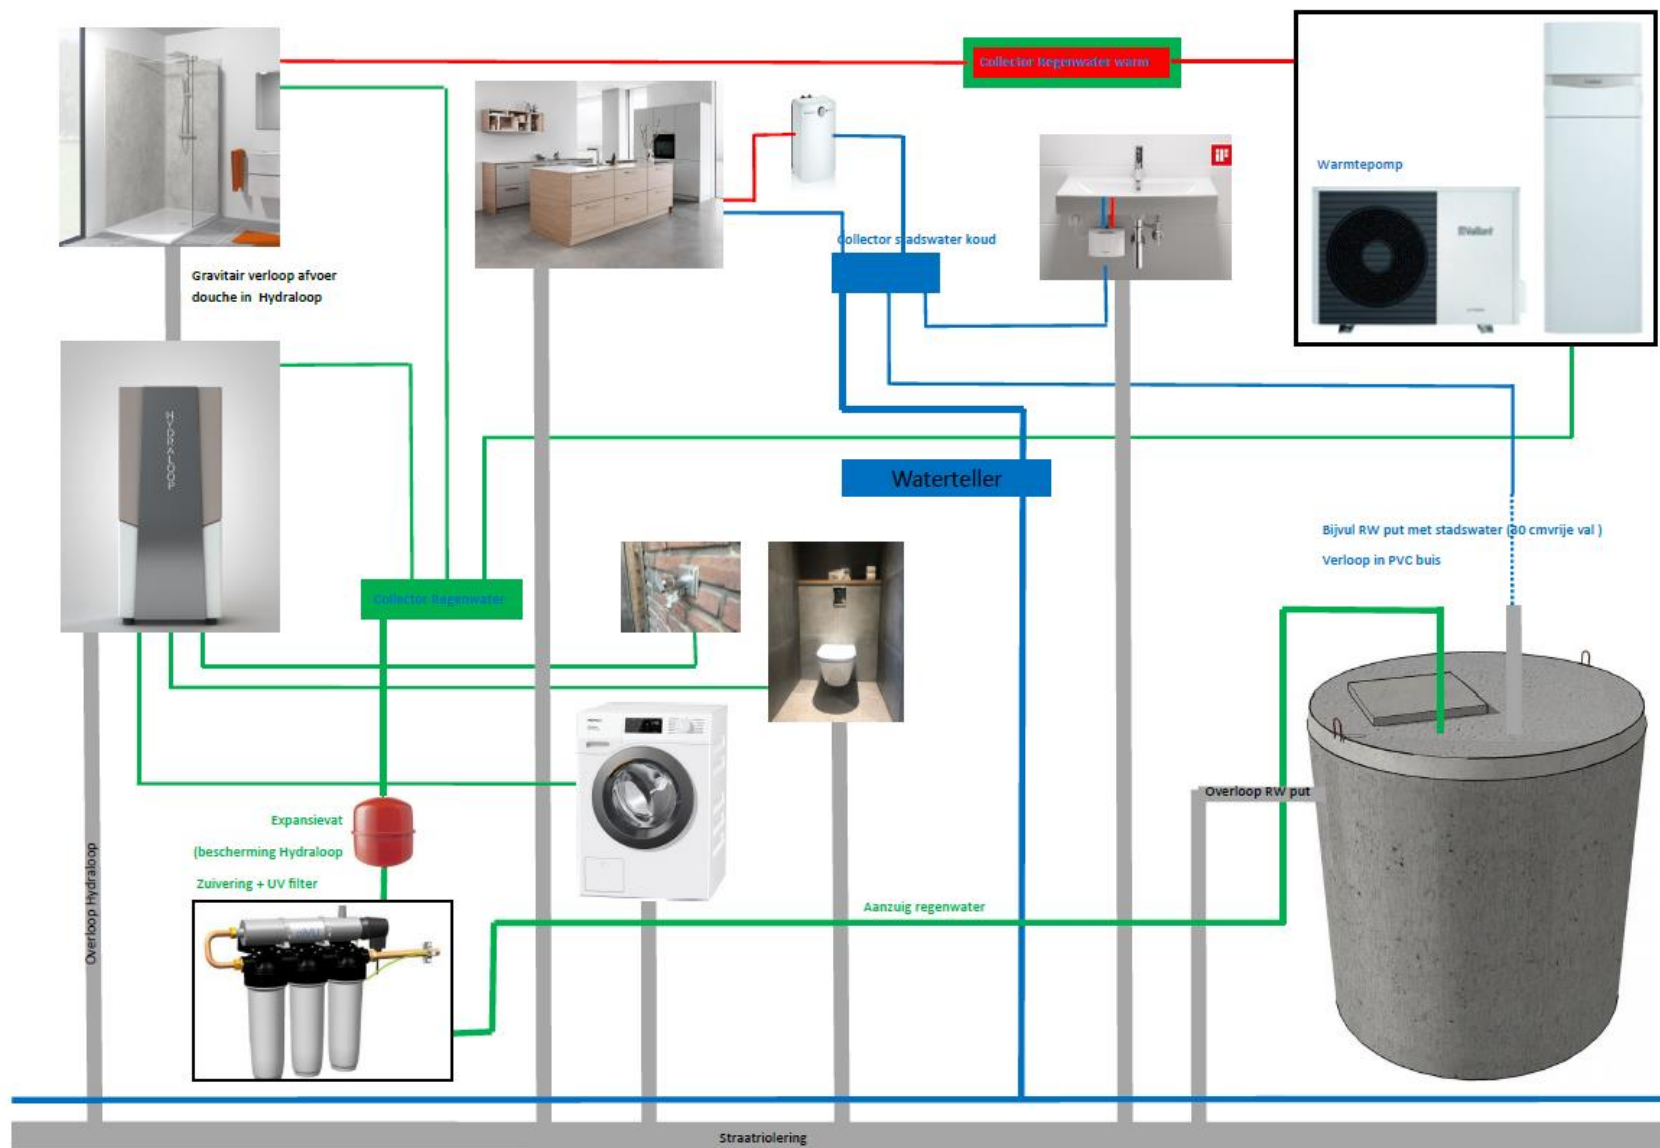 Collector Regenwater warm
Warmtepomp
Vaillant
Collector stadswater koud
Gravitair verloop afvoer
douche in Hydraloop
HYDRALOOP
Waterteller
Bijvul RW put met stadswater (30 cmvrije val )
Verloop in PVC buis
Collector Regenwater
Overloop RW put
Expansievat
(bescherming Hydraloop
Zuivering + UV filter
Overloop Hydraloop
Aanzuig regenwater
Straatriolering